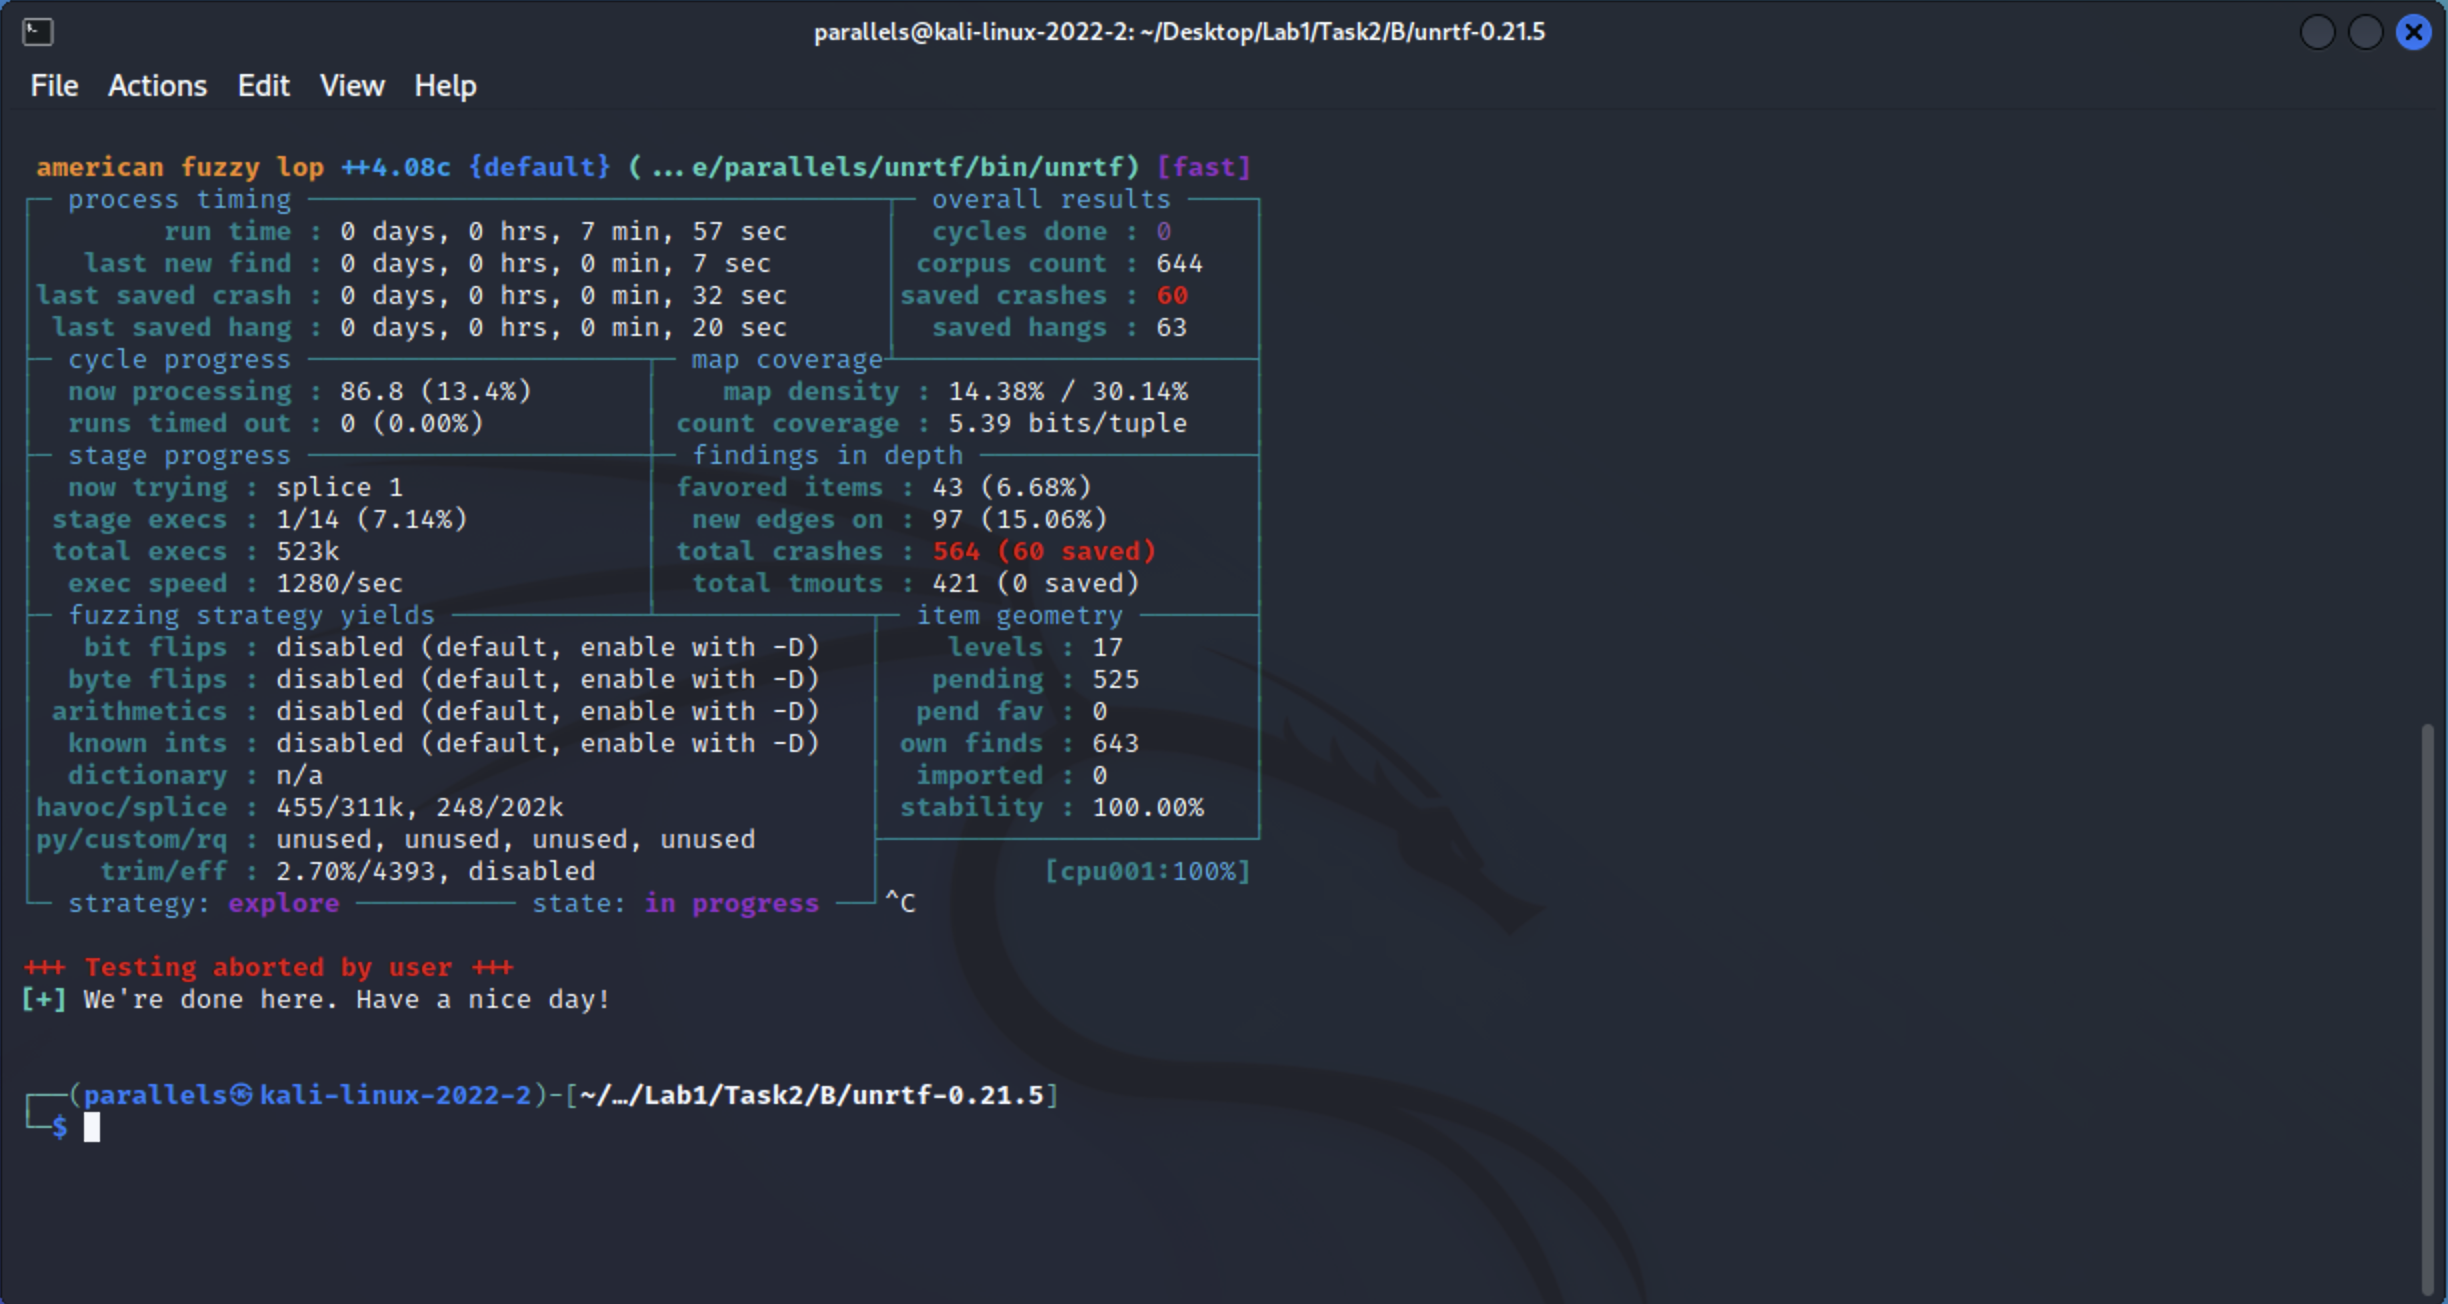 parallels@kali-linux-2022-2: ~/Desktop/Lab1/Task2/B/unrtf-0.21.5
File Actions Edit View Help
american fuzzy lop ++4.08c {default} (...e/parallels/unrtf/bin/unrtf) [fast]
process timing overall results
run time : 0 days, 0 hrs, 7 min, 57 sec cycles done : 0
last new find : 0 days, 0 hrs, 0 min, 7 sec corpus count : 644
last saved crash : 0 days, 0 hrs, 0 min, 32 sec saved crashes : 60
last saved hang : 0 days, 0 hrs, 0 min, 20 sec saved hangs : 63
cycle progress map coverage
now processing : 86.8 (13.4%) map density : 14.38% / 30.14%
runs timed out : 0 (0.00%) count coverage : 5.39 bits/tuple
stage progress findings in depth
now trying : splice 1 favored items : 43 (6.68%)
stage execs : 1/14 (7.14%) new edges on : 97 (15.06%)
total execs : 523k total crashes : 564 (60 saved)
exec speed : 1280/sec total tmouts : 421 (0 saved)
fuzzing strategy yields item geometry
bit flips : disabled (default, enable with -D) levels : 17
byte flips : disabled (default, enable with -D) pending : 525
arithmetics : disabled (default, enable with -D) pend fav : 0
known ints : disabled (default, enable with -D) own finds : 643
dictionary : n/a imported : 0
havoc/splice : 455/311k, 248/202k stability : 100.00%
py/custom/rq : unused, unused, unused, unused
trim/eff : 2.70%/4393, disabled [cpu001:100%]
strategy: explore state: in progress ^C
+++ Testing aborted by user +++
[+] We're done here. Have a nice day!
(parallels㉿kali-linux-2022-2)-[~/…/Lab1/Task2/B/unrtf-0.21.5]
$